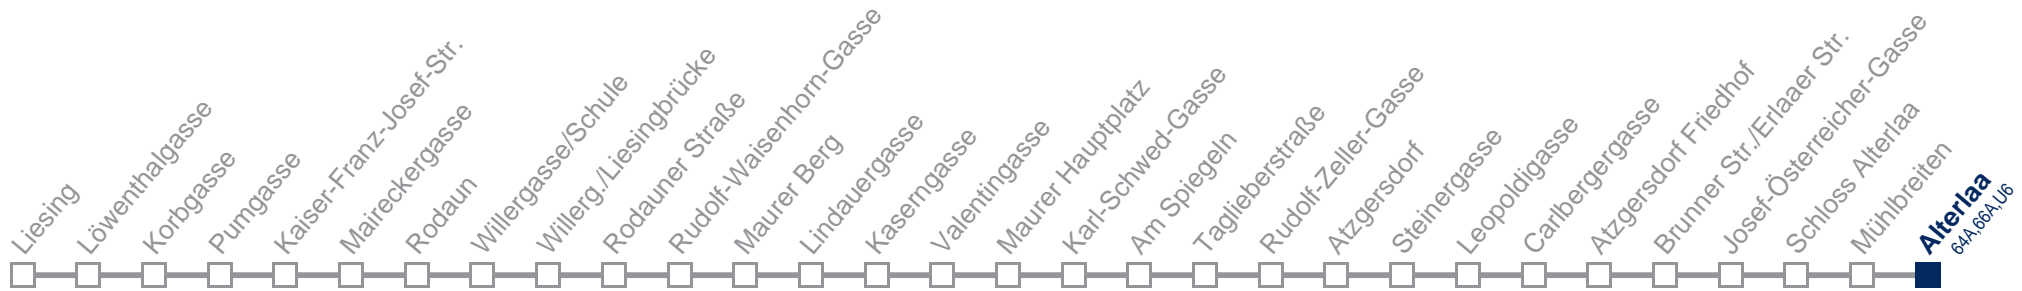 Liesing
Löwenthalgasse
Korbgasse
Pumgasse
Kaiser-Franz-Josef-Str.
Maireckergasse
Rodaun
Willergasse/Schule
Willerg./Liesingbrücke
Rodauner Straße
Rudolf-Waisenhorn-Gasse
Maurer Berg
Lindauergasse
Kaserngasse
Valentingasse
Maurer Hauptplatz
Karl-Schwed-Gasse
Am Spiegeln
Taglieberstraße
Rudolf-Zeller-Gasse
Atzgersdorf
Steinergasse
Leopoldigasse
Carlbergergasse
Atzgersdorf Friedhof
Brunner Str./Erlaaer Str.
Josef-Österreicher-Gasse
Schloss Alterlaa
Mühlbreiten
Alterlaa
64A,66A,U6